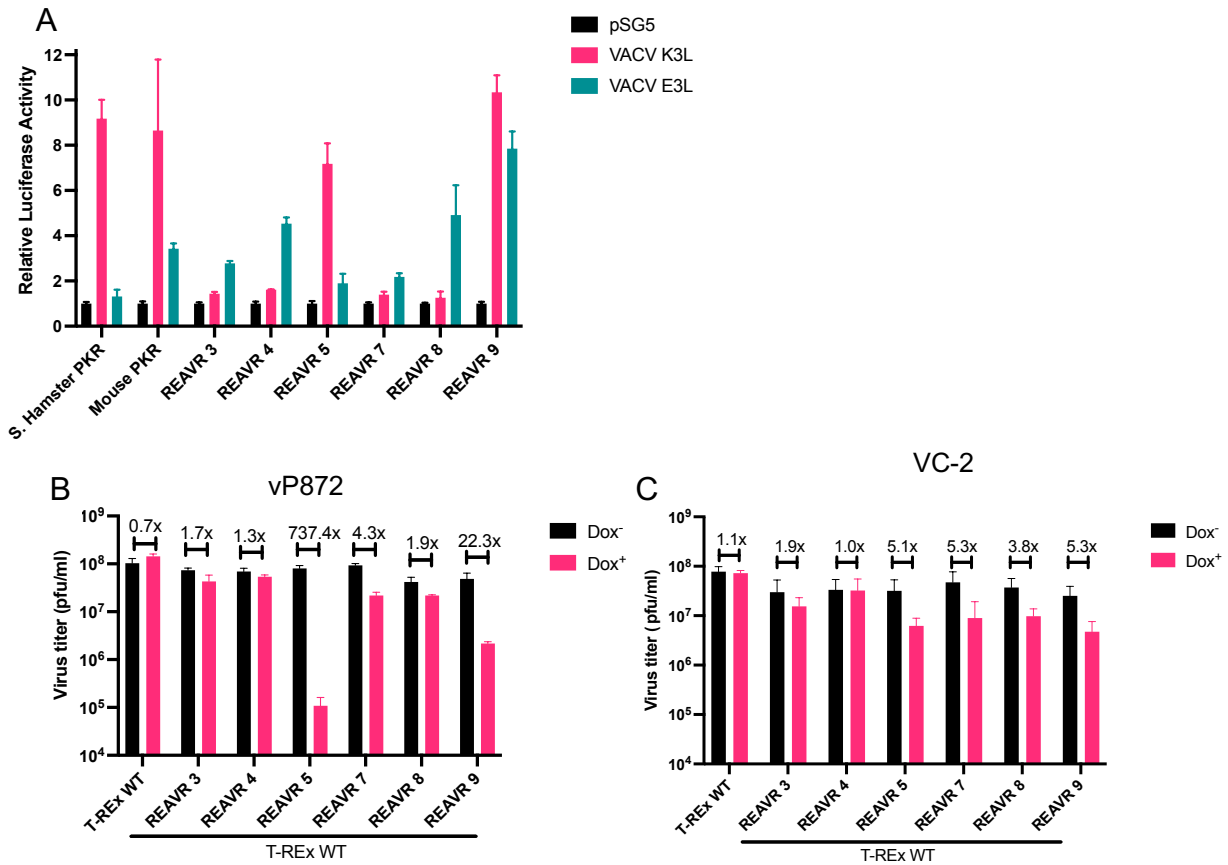 A
pSG5
VACV K3L
VACV E3L
Relative Luciferase Activity
12
10
8
6
4
2
0
S. Hamster PKR
Mouse PKR
REAVR 3
REAVR 4
REAVR 5
REAVR 7
REAVR 8
REAVR 9
B
vP872
Virus titer (pfu/ml)
10⁹
10⁸
10⁷
10⁶
10⁵
10⁴
0.7x
1.7x
1.3x
737.4x
4.3x
1.9x
22.3x
Dox⁻
Dox⁺
T-REx WT
REAVR 3
REAVR 4
REAVR 5
REAVR 7
REAVR 8
REAVR 9
T-REx WT
C
VC-2
Virus titer ( pfu/ml)
10⁹
10⁸
10⁷
10⁶
10⁵
10⁴
1.1x
1.9x
1.0x
5.1x
5.3x
3.8x
5.3x
Dox⁻
Dox⁺
T-REx WT
REAVR 3
REAVR 4
REAVR 5
REAVR 7
REAVR 8
REAVR 9
T-REx WT